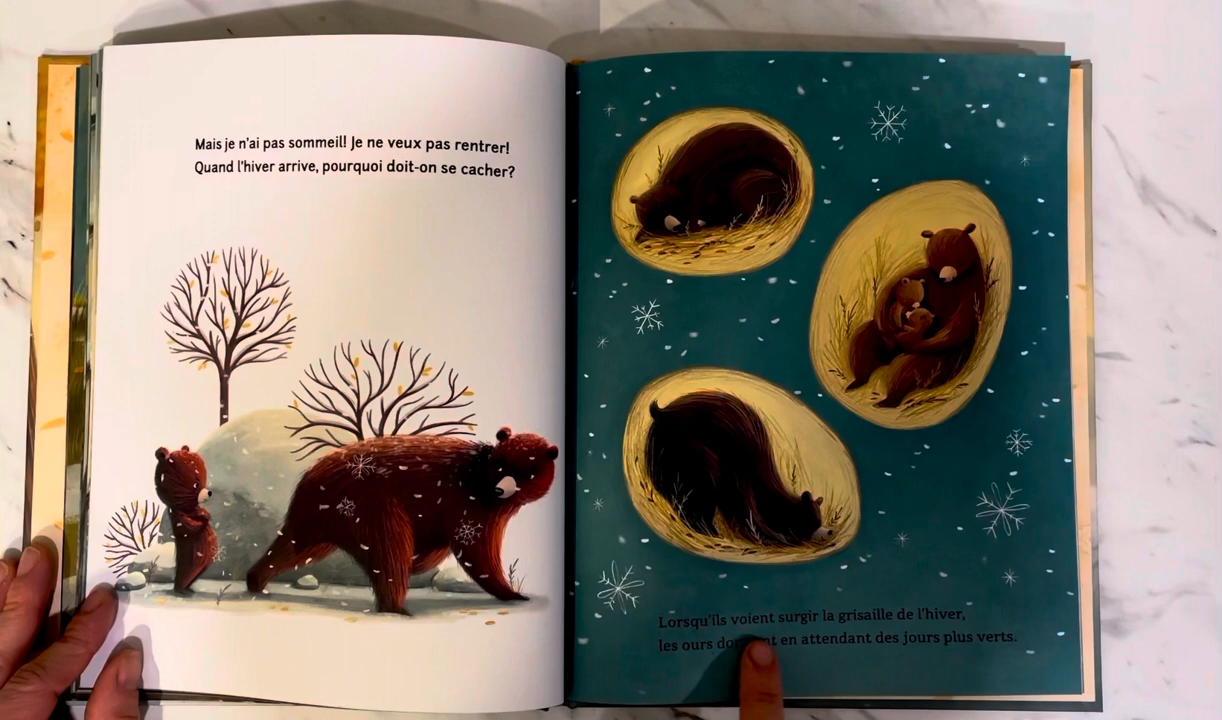 Mais je n'ai pas sommeil! Je ne veux pas rentrer!
Quand l'hiver arrive, pourquoi doit-on se cacher?
Lorsqu'ils voient surgir la grisaille de l'hiver,
les ours en attendant des jours plus verts.